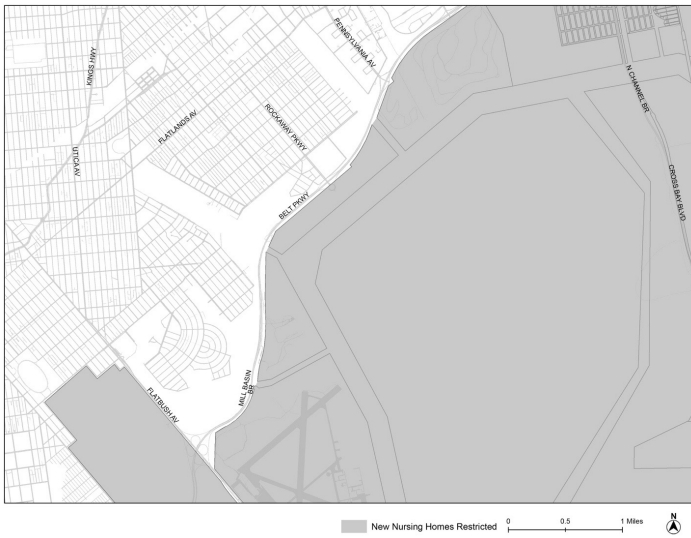 PENNSYLVANIA AV
KINGS HWY
N CHANNEL BR
FLATLANDS AV
ROCKAWAY PKWY
UTICA AV
CROSS BAY BLVD
BELT PKWY
MILL BASIN
BR
FLATBUSH AV
New Nursing Homes Restricted
0 0.5 1 Miles
N